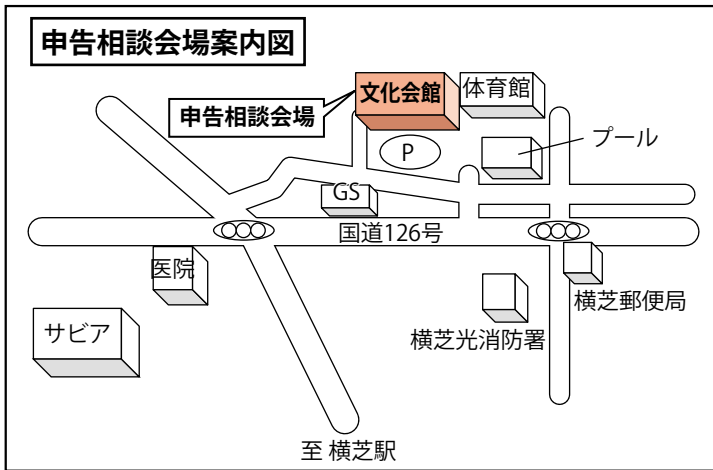 申告相談会場案内図
文化会館
体育館
申告相談会場
P
プール
GS
国道126号
医院
横芝郵便局
サビア
横芝光消防署
至 横芝駅